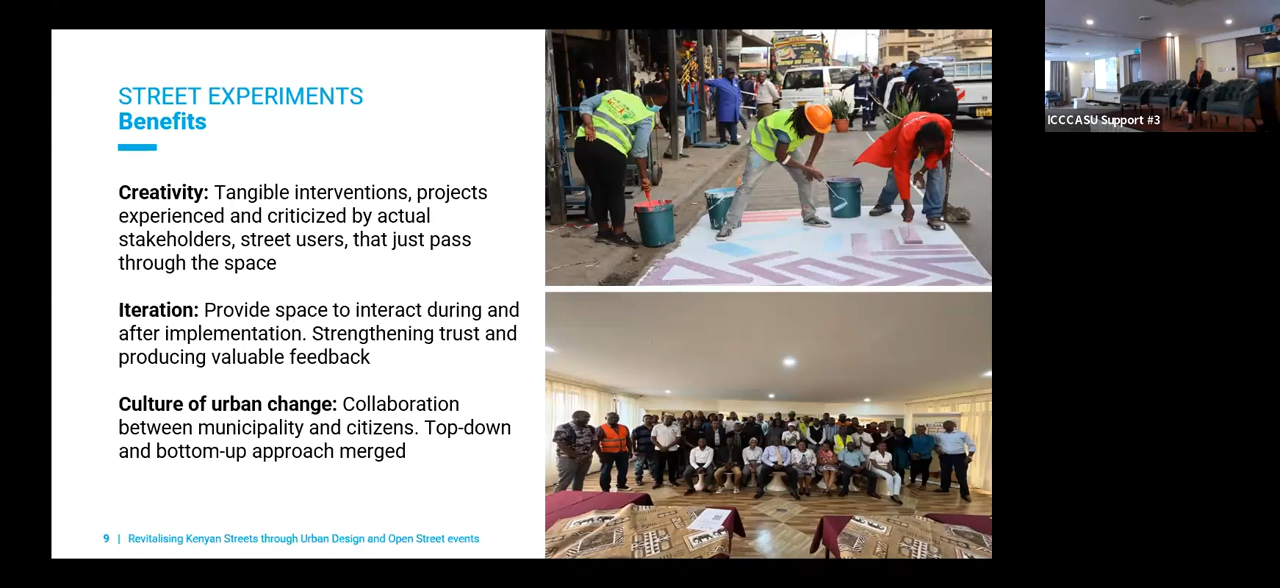 STREET EXPERIMENTS
Benefits
Creativity: Tangible interventions, projects
experienced and criticized by actual
stakeholders, street users, that just pass
through the space
Iteration: Provide space to interact during and
after implementation. Strengthening trust and
producing valuable feedback
Culture of urban change: Collaboration
between municipality and citizens. Top-down
and bottom-up approach merged
9 | Revitalising Kenyan Streets through Urban Design and Open Street events
ICCCASU Support #3